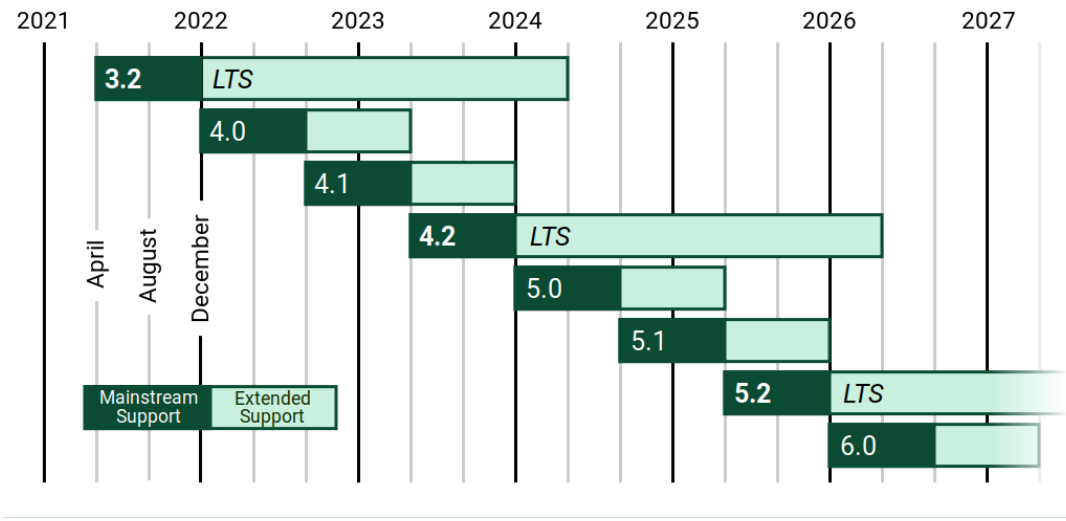 2021 2022 2023 2024 2025 2026 2027
3.2 LTS
4.0
4.1
4.2 LTS
April
August
December
5.0
5.1
5.2 LTS
Mainstream
Support
Extended
Support
6.0